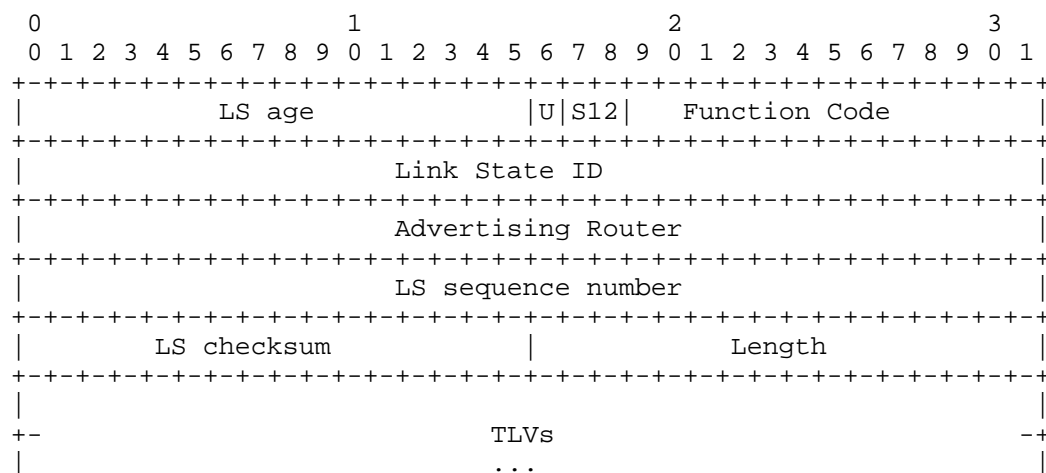 0                   1                   2                   3
 0 1 2 3 4 5 6 7 8 9 0 1 2 3 4 5 6 7 8 9 0 1 2 3 4 5 6 7 8 9 0 1
+-+-+-+-+-+-+-+-+-+-+-+-+-+-+-+-+-+-+-+-+-+-+-+-+-+-+-+-+-+-+-+-+
|            LS age             |U|S12|   Function Code         |
+-+-+-+-+-+-+-+-+-+-+-+-+-+-+-+-+-+-+-+-+-+-+-+-+-+-+-+-+-+-+-+-+
|                       Link State ID                           |
+-+-+-+-+-+-+-+-+-+-+-+-+-+-+-+-+-+-+-+-+-+-+-+-+-+-+-+-+-+-+-+-+
|                       Advertising Router                      |
+-+-+-+-+-+-+-+-+-+-+-+-+-+-+-+-+-+-+-+-+-+-+-+-+-+-+-+-+-+-+-+-+
|                       LS sequence number                      |
+-+-+-+-+-+-+-+-+-+-+-+-+-+-+-+-+-+-+-+-+-+-+-+-+-+-+-+-+-+-+-+-+
|        LS checksum            |            Length             |
+-+-+-+-+-+-+-+-+-+-+-+-+-+-+-+-+-+-+-+-+-+-+-+-+-+-+-+-+-+-+-+-+
|                                                               |
+-                            TLVs                             -+
|                             ...                               |